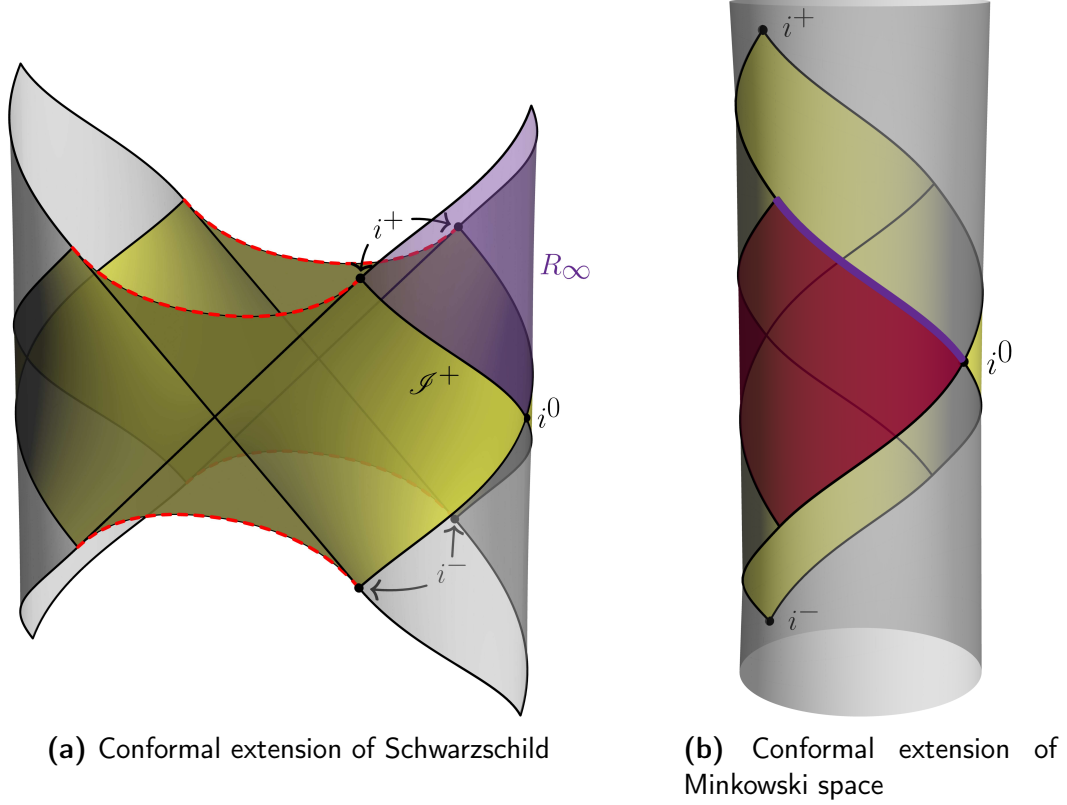 i⁺
R∞
𝓘⁺
i⁰
i⁻
(a) Conformal extension of Schwarzschild
i⁺
i⁰
i⁻
(b) Conformal extension of
Minkowski space